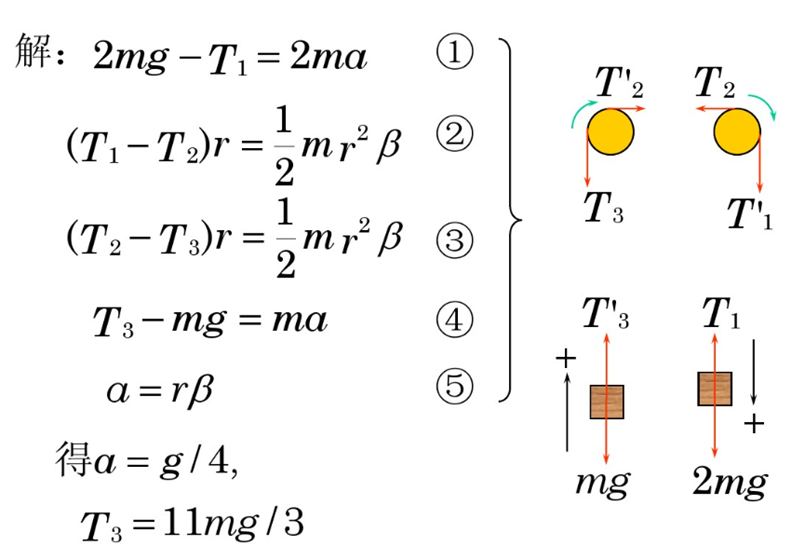 解：2mg − T₁ = 2ma ①
(T₁ − T₂)r = 1/2 m r² β ②
(T₂ − T₃)r = 1/2 m r² β ③
T₃ − mg = ma ④
a = rβ ⑤
得a = g / 4,
T₃ = 11mg / 3
T'₂ T₂
T₃ T'₁
T'₃ T₁
+ +
mg 2mg